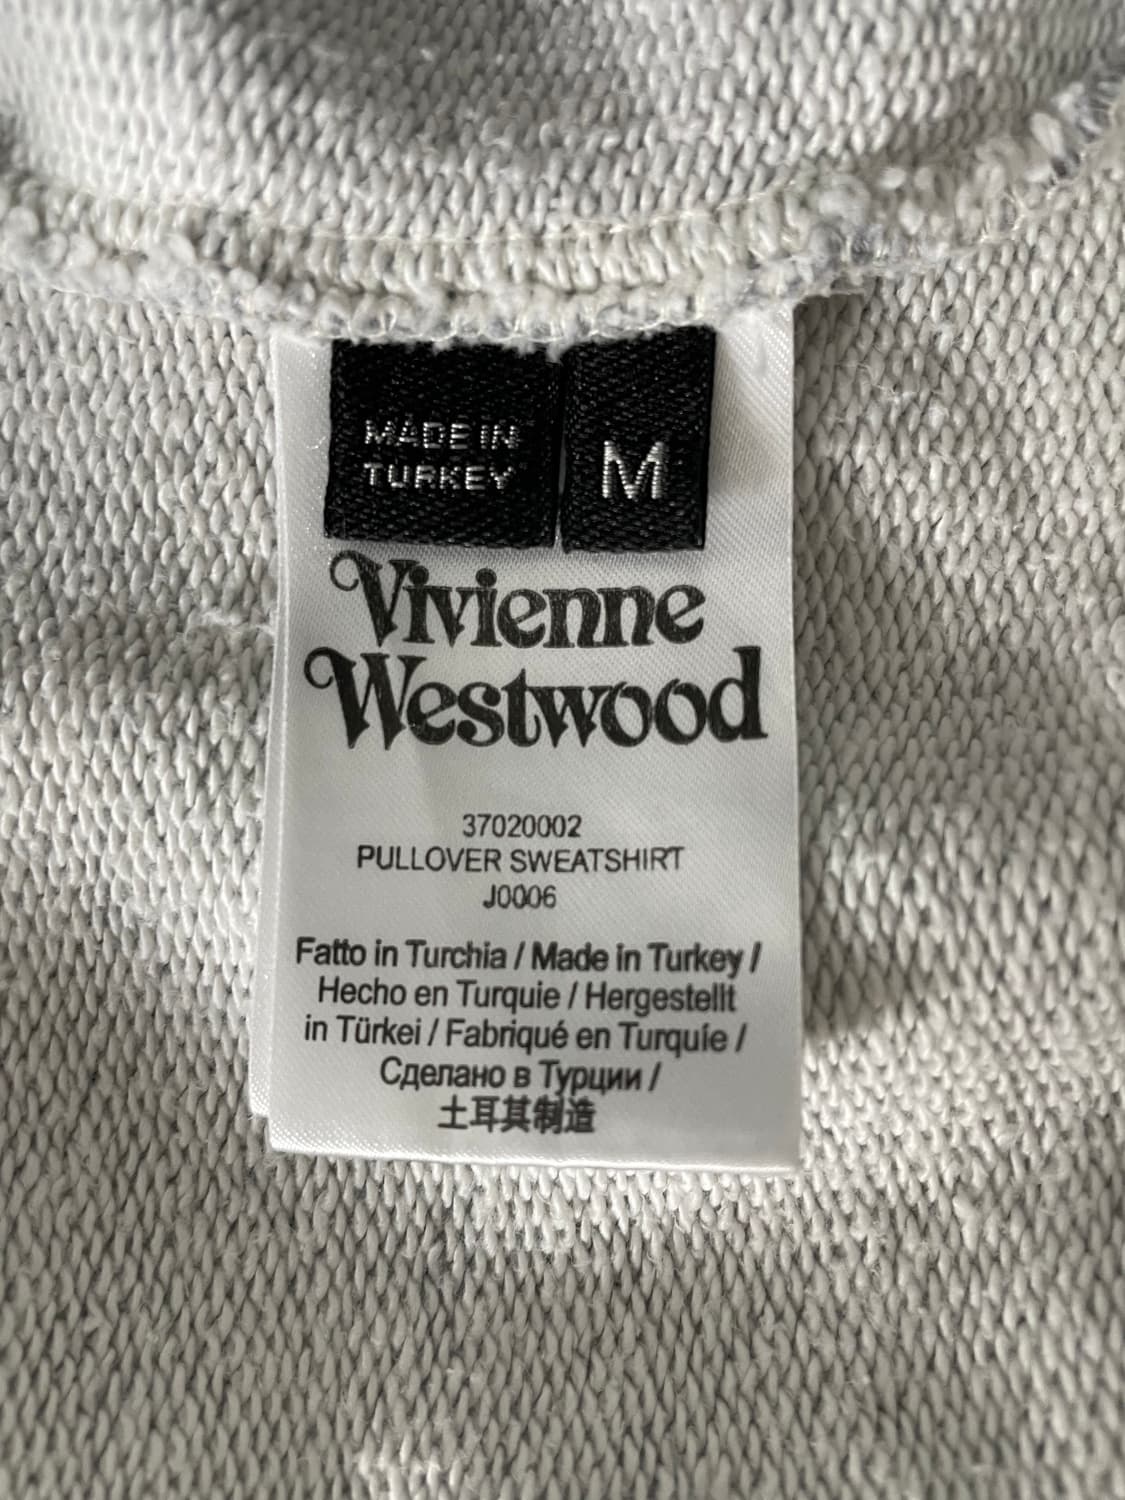 MADE IN
TURKEY
M
Vivienne
Westwood
37020002
PULLOVER SWEATSHIRT
J0006
Fatto in Turchia / Made in Turkey /
Hecho en Turquie / Hergestellt
in Türkei / Fabriqué en Turquie /
Сделано в Турции /
土耳其制造